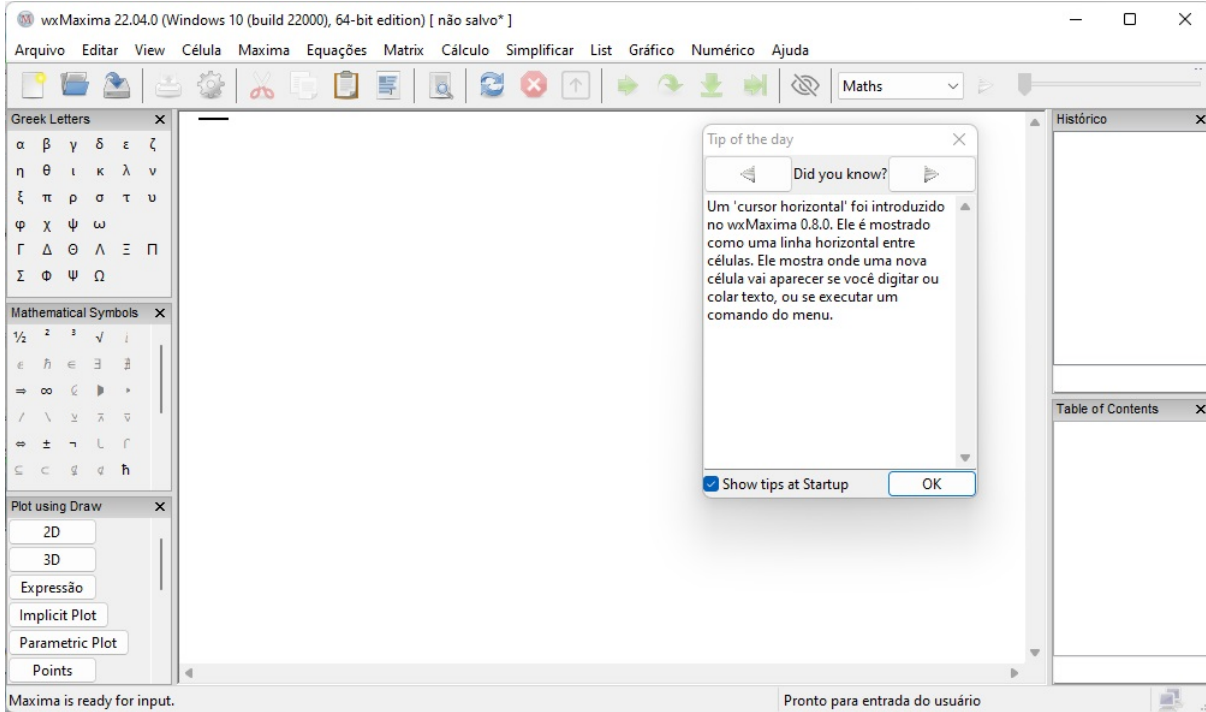 wxMaxima 22.04.0 (Windows 10 (build 22000), 64-bit edition) [ não salvo* ]
Arquivo Editar View Célula Maxima Equações Matrix Cálculo Simplificar List Gráfico Numérico Ajuda
Maths
Greek Letters
α β γ δ ε ζ
η θ ι κ λ ν
ξ π ρ σ τ υ
φ χ ψ ω
Γ Δ Θ Λ Ξ Π
Σ Φ Ψ Ω
Mathematical Symbols
½ ² ³ √
ħ ∈ ∃ ∄
⇒ ∞
/ \ ⊻ ⊼ ⊽
⇔ ± ¬
⊆ ⊂ ⊄ ħ
Plot using Draw
2D
3D
Expressão
Implicit Plot
Parametric Plot
Points
Tip of the day
Did you know?
Um 'cursor horizontal' foi introduzido
no wxMaxima 0.8.0. Ele é mostrado
como uma linha horizontal entre
células. Ele mostra onde uma nova
célula vai aparecer se você digitar ou
colar texto, ou se executar um
comando do menu.
Show tips at Startup
OK
Histórico
Table of Contents
Maxima is ready for input.
Pronto para entrada do usuário